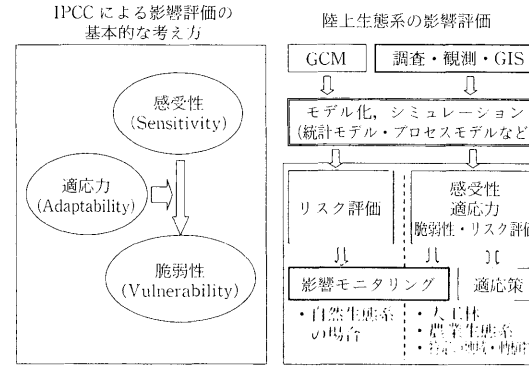 IPCC による影響評価の
基本的な考え方
感受性
(Sensitivity)
適応力
(Adaptability)
脆弱性
(Vulnerability)
陸上生態系の影響評価
GCM
調査・観測・GIS
モデル化，シミュレーション
(統計モデル・プロセスモデルなど
リスク評価
感受性
適応力
脆弱性・リスク評価
影響モニタリング
適応策
・自然生態系
の場合
・人工林
・農業生態系